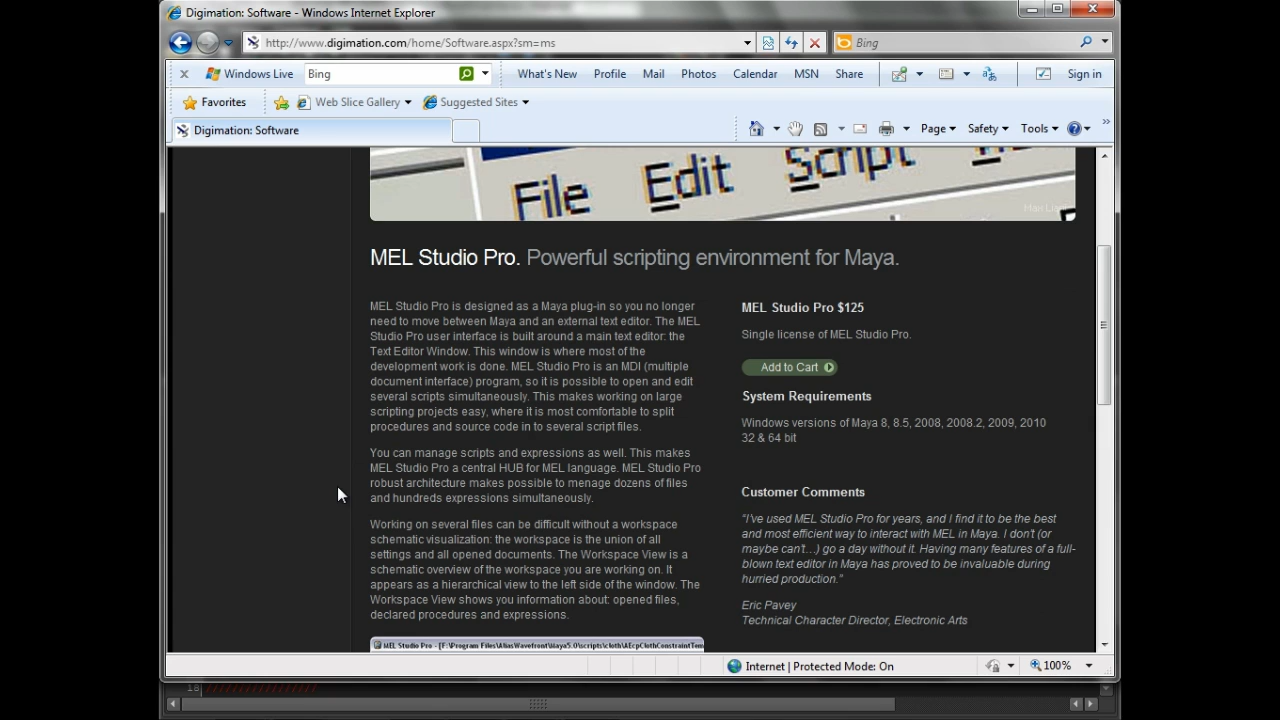 Digimation: Software - Windows Internet Explorer
http://www.digimation.com/home/Software.aspx?sm=ms
Bing
Windows Live
Bing
What's New
Profile
Mail
Photos
Calendar
MSN
Share
Sign in
Favorites
Web Slice Gallery
Suggested Sites
Digimation: Software
Page
Safety
Tools
File Edit Script
MEL Studio Pro. Powerful scripting environment for Maya.
MEL Studio Pro is designed as a Maya plug-in so you no longer
need to move between Maya and an external text editor. The MEL
Studio Pro user interface is built around a main text editor: the
Text Editor Window. This window is where most of the
development work is done. MEL Studio Pro is an MDI (multiple
document interface) program, so it is possible to open and edit
several scripts simultaneously. This makes working on large
scripting projects easy, where it is most comfortable to split
procedures and source code in to several script files.
You can manage scripts and expressions as well. This makes
MEL Studio Pro a central HUB for MEL language. MEL Studio Pro
robust architecture makes possible to menage dozens of files
and hundreds expressions simultaneously.
Working on several files can be difficult without a workspace
schematic visualization: the workspace is the union of all
settings and all opened documents. The Workspace View is a
schematic overview of the workspace you are working on. It
appears as a hierarchical view to the left side of the window. The
Workspace View shows you information about: opened files,
declared procedures and expressions.
MEL Studio Pro - [F:\Program Files\AliasWavefront\Maya5.0\scripts\cloth\AEcpClothConstraintTem
MEL Studio Pro $125
Single license of MEL Studio Pro.
Add to Cart
System Requirements
Windows versions of Maya 8, 8.5, 2008, 2008.2, 2009, 2010
32 & 64 bit
Customer Comments
"I've used MEL Studio Pro for years, and I find it to be the best
and most efficient way to interact with MEL in Maya. I don't (or
maybe can't...) go a day without it. Having many features of a full-
blown text editor in Maya has proved to be invaluable during
hurried production."
Eric Pavey
Technical Character Director, Electronic Arts
Internet | Protected Mode: On
100%
18 //////////////////